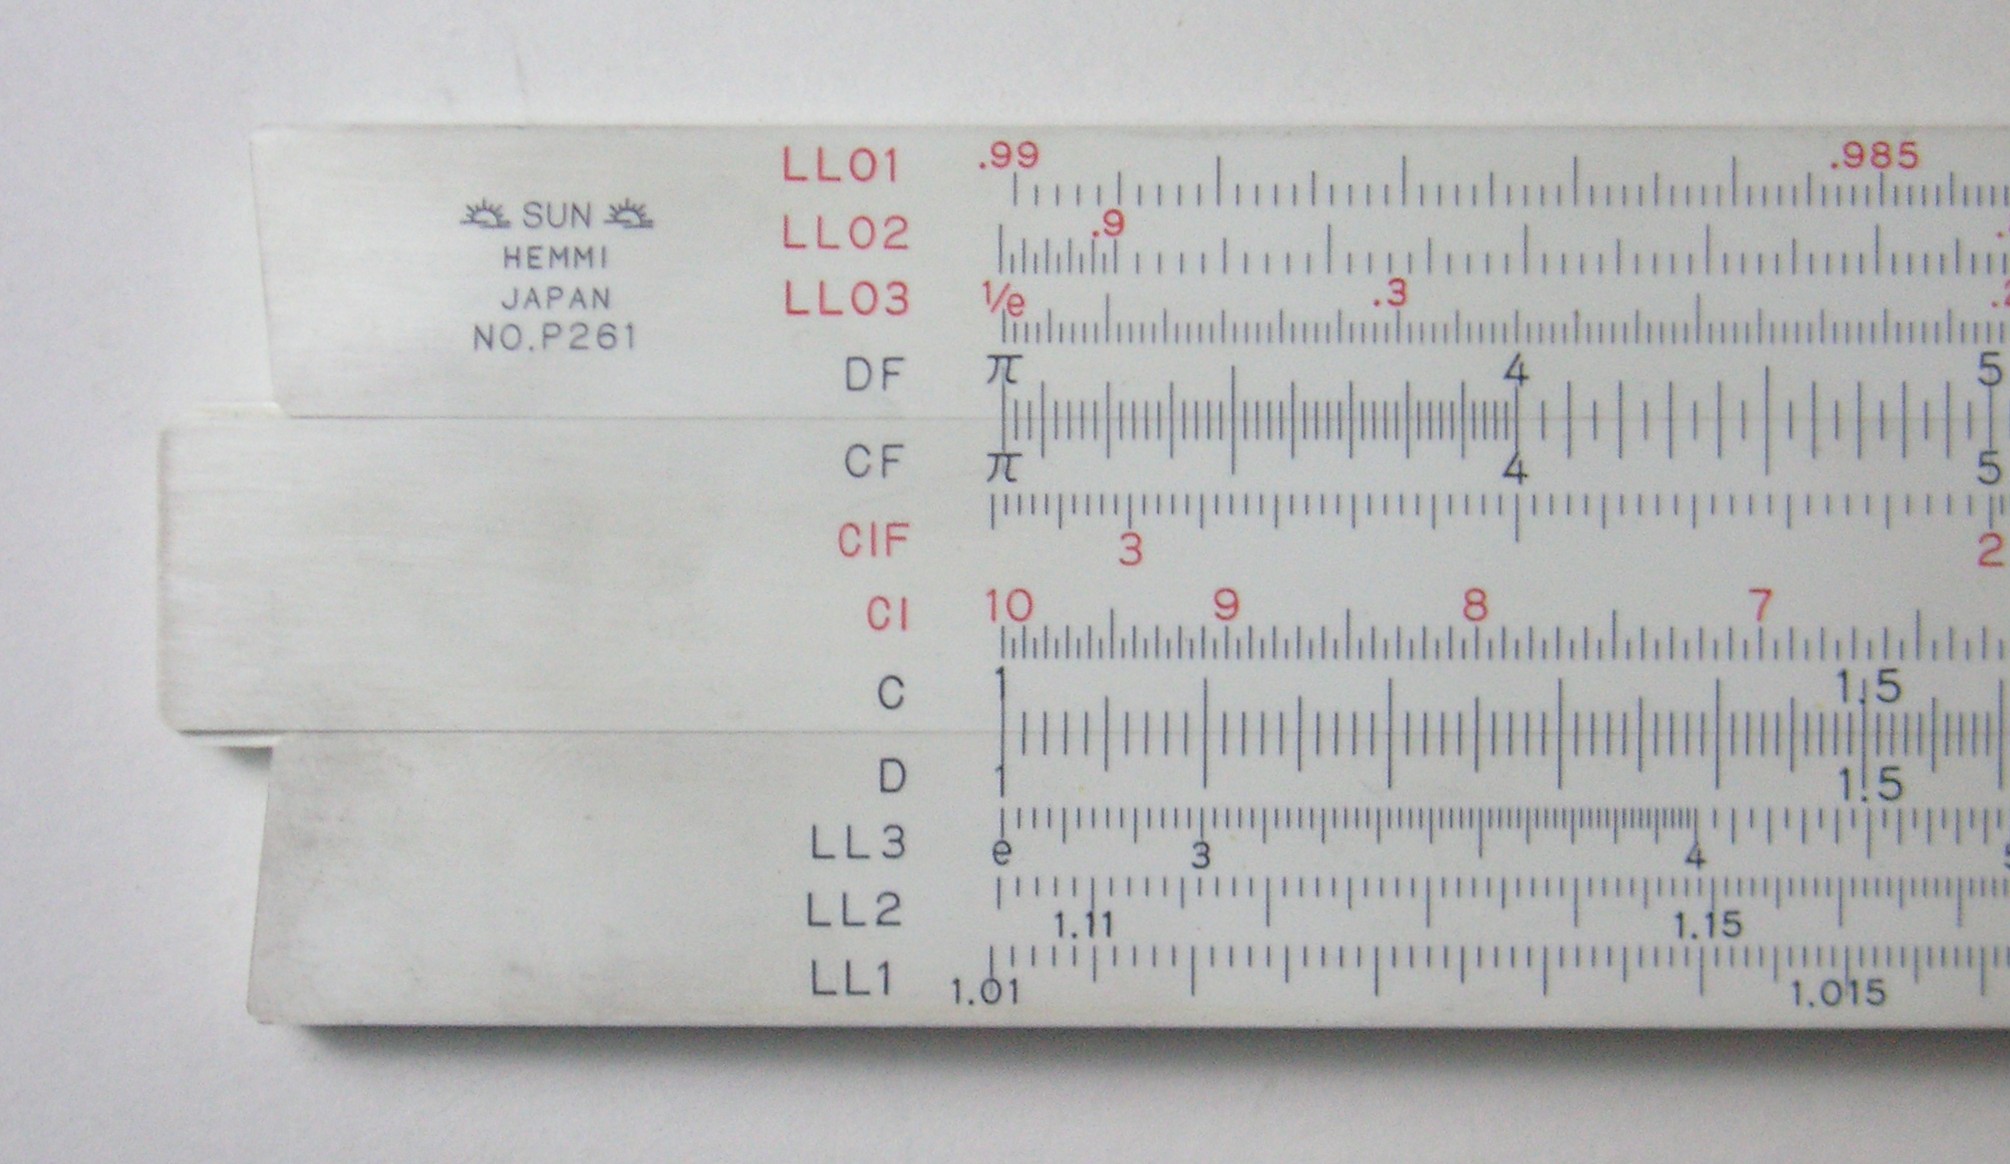 SUN
HEMMI
JAPAN
NO.P261
LL01 .99 .985
LL02 .9
LL03 1/e .3
DF π 4 5
CF π 4 5
CIF 3 2
CI 10 9 8 7
C 1 1.5
D 1 1.5
LL3 e 3 4
LL2 1.11 1.15
LL1 1.01 1.015